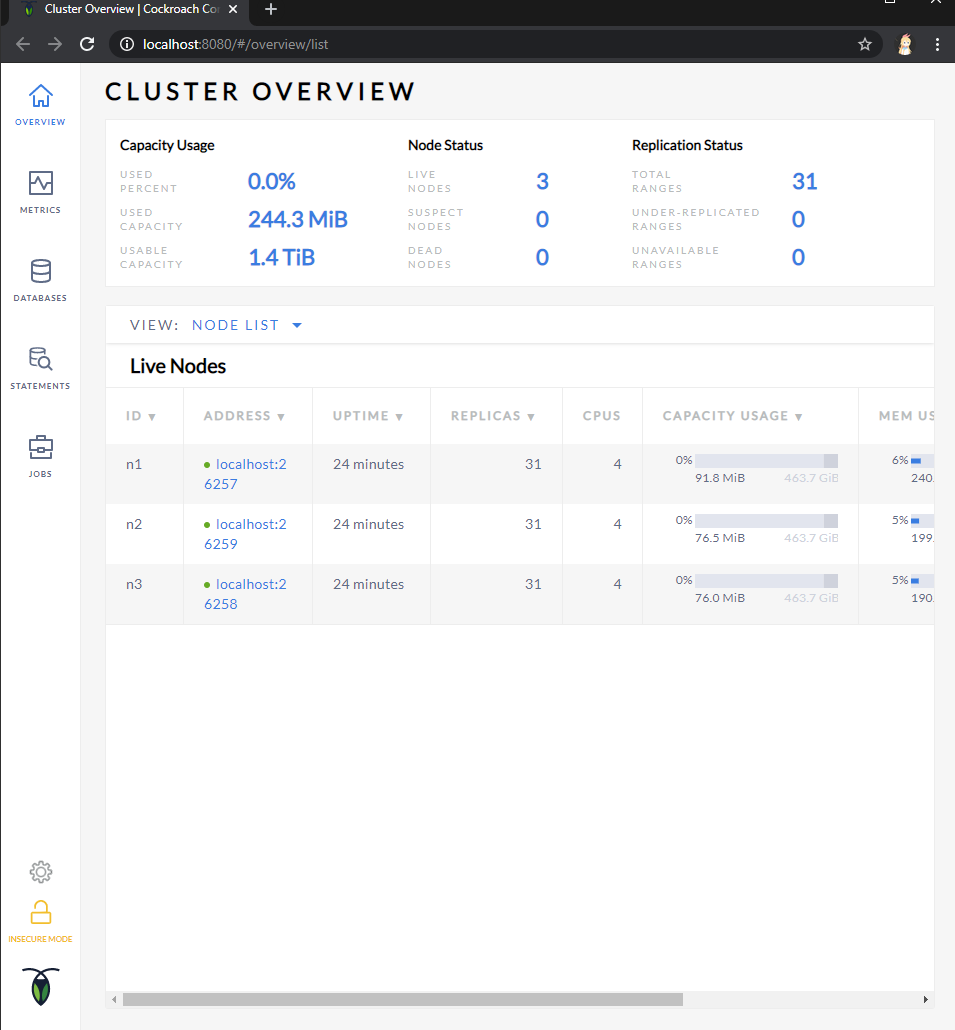 Cluster Overview | Cockroach Co
localhost:8080/#/overview/list
OVERVIEW
METRICS
DATABASES
STATEMENTS
JOBS
INSECURE MODE
CLUSTER OVERVIEW
Capacity Usage
USED
PERCENT
0.0%
USED
CAPACITY
244.3 MiB
USABLE
CAPACITY
1.4 TiB
Node Status
LIVE
NODES
3
SUSPECT
NODES
0
DEAD
NODES
0
Replication Status
TOTAL
RANGES
31
UNDER-REPLICATED
RANGES
0
UNAVAILABLE
RANGES
0
VIEW: NODE LIST
Live Nodes
ID ▼ ADDRESS ▼ UPTIME ▼ REPLICAS ▼ CPUS CAPACITY USAGE ▼ MEM US
n1 localhost:2 24 minutes 31 4 0% 6%
6257 91.8 MiB 463.7 GiB 240.
n2 localhost:2 24 minutes 31 4 0% 5%
6259 76.5 MiB 463.7 GiB 199.
n3 localhost:2 24 minutes 31 4 0% 5%
6258 76.0 MiB 463.7 GiB 190.